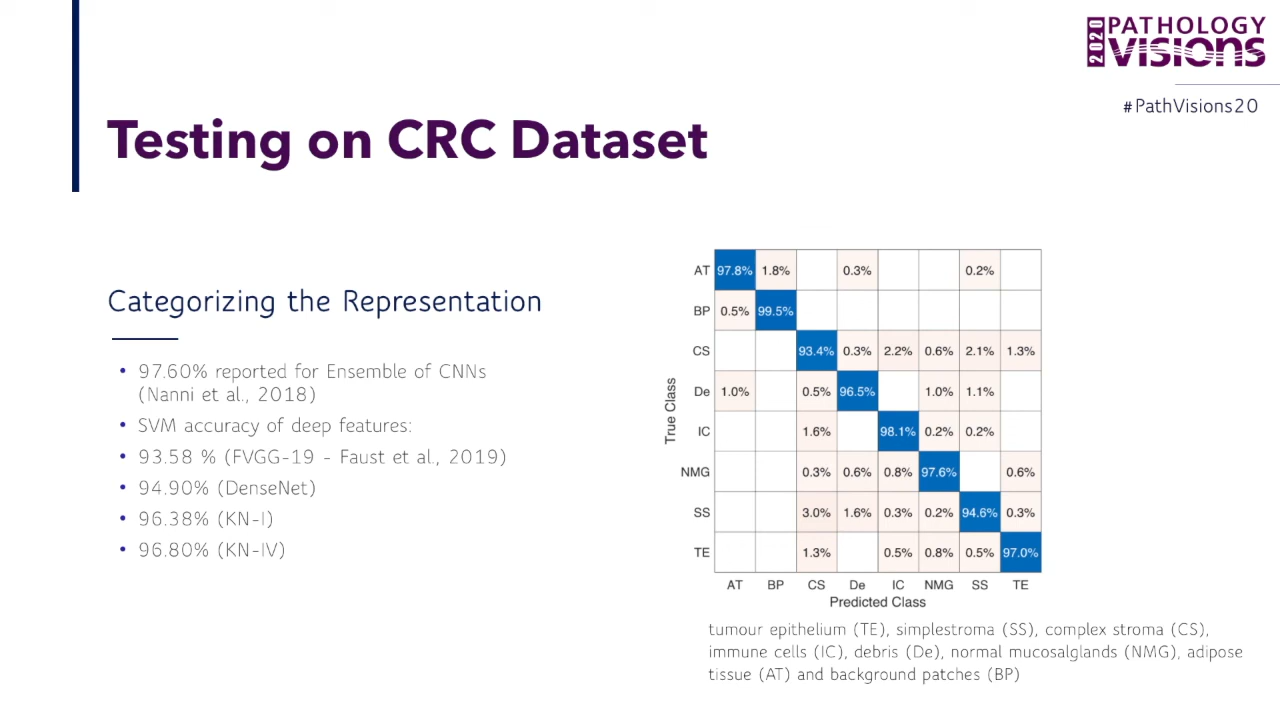 2020 PATHOLOGY
VISIONS
#PathVisions20
Testing on CRC Dataset
Categorizing the Representation
• 97.60% reported for Ensemble of CNNs
(Nanni et al., 2018)
• SVM accuracy of deep features:
• 93.58 % (FVGG-19 - Faust et al., 2019)
• 94.90% (DenseNet)
• 96.38% (KN-I)
• 96.80% (KN-IV)
True Class
AT 97.8% 1.8% 0.3% 0.2%
BP 0.5% 99.5%
CS 93.4% 0.3% 2.2% 0.6% 2.1% 1.3%
De 1.0% 0.5% 96.5% 1.0% 1.1%
IC 1.6% 98.1% 0.2% 0.2%
NMG 0.3% 0.6% 0.8% 97.6% 0.6%
SS 3.0% 1.6% 0.3% 0.2% 94.6% 0.3%
TE 1.3% 0.5% 0.8% 0.5% 97.0%
AT BP CS De IC NMG SS TE
Predicted Class
tumour epithelium (TE), simplestroma (SS), complex stroma (CS),
immune cells (IC), debris (De), normal mucosalglands (NMG), adipose
tissue (AT) and background patches (BP)